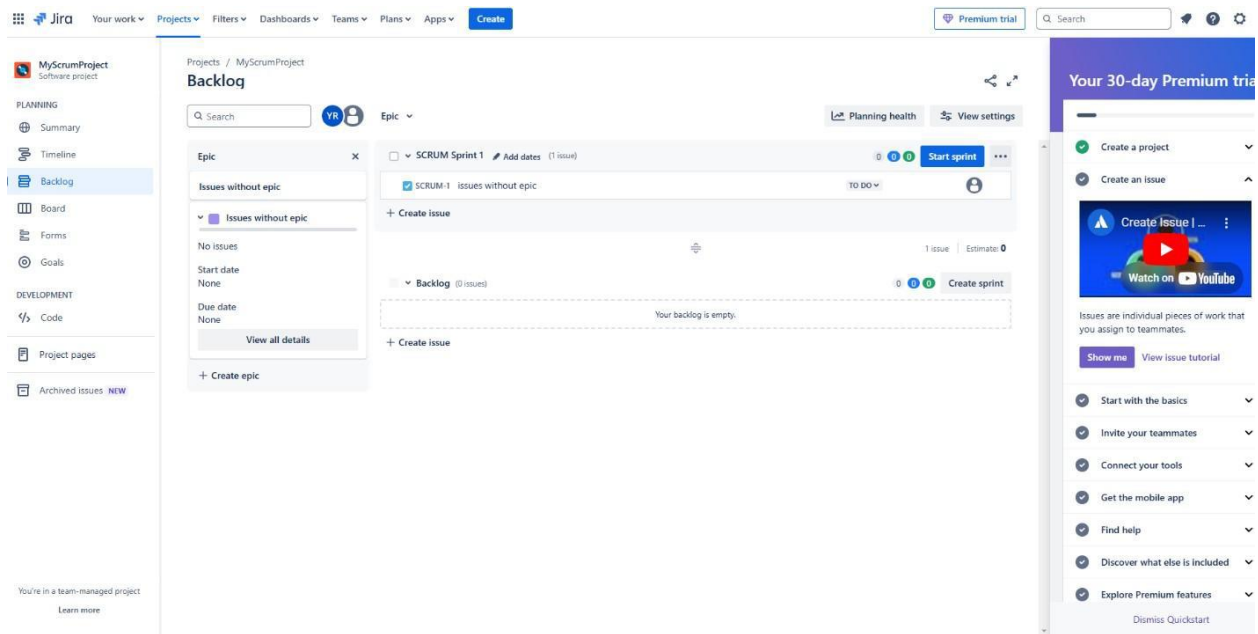 Jira Your work Projects Filters Dashboards Teams Plans Apps Create Premium trial Search
MyScrumProject
Software project
PLANNING
Summary
Timeline
Backlog
Board
Forms
Goals
DEVELOPMENT
Code
Project pages
Archived issues NEW
You're in a team-managed project
Learn more
Projects / MyScrumProject
Backlog
Search YR Epic Planning health View settings
Epic
Issues without epic
Issues without epic
No issues
Start date
None
Due date
None
View all details
+ Create epic
SCRUM Sprint 1 Add dates (1 issue) 0 0 0 Start sprint
SCRUM-1 issues without epic TO DO
+ Create issue
1 issue Estimate: 0
Backlog (0 issues) 0 0 0 Create sprint
Your backlog is empty.
+ Create issue
Your 30-day Premium tria
Create a project
Create an issue
Create Issue | ...
Watch on YouTube
Issues are individual pieces of work that
you assign to teammates.
Show me View issue tutorial
Start with the basics
Invite your teammates
Connect your tools
Get the mobile app
Find help
Discover what else is included
Explore Premium features
Dismiss Quickstart